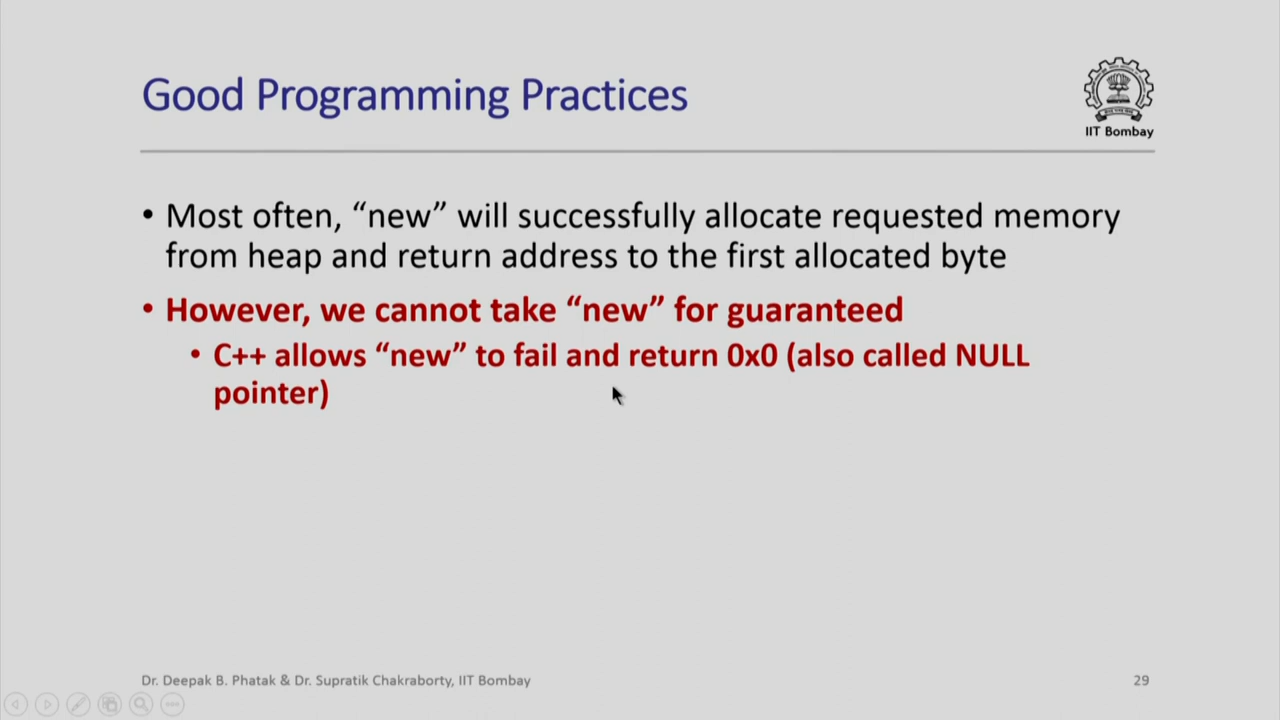 Good Programming Practices
IIT Bombay
• Most often, “new” will successfully allocate requested memory
from heap and return address to the first allocated byte
• However, we cannot take “new” for guaranteed
• C++ allows “new” to fail and return 0x0 (also called NULL
pointer)
Dr. Deepak B. Phatak & Dr. Supratik Chakraborty, IIT Bombay
29